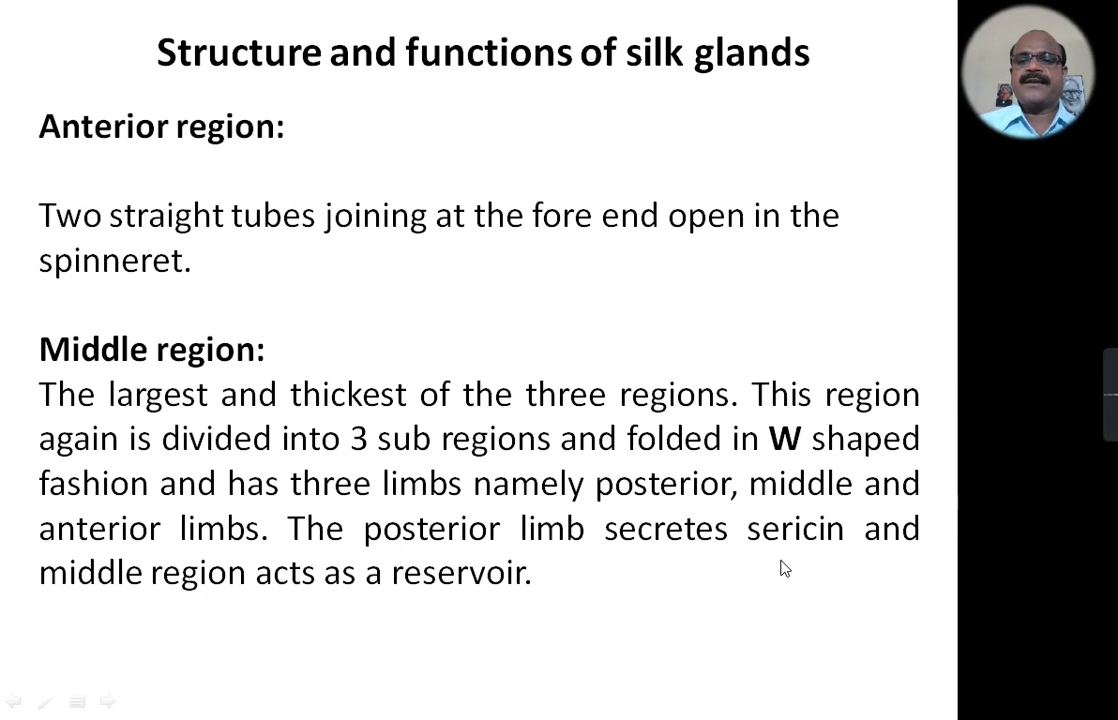 Structure and functions of silk glands
Anterior region:
Two straight tubes joining at the fore end open in the
spinneret.
Middle region:
The largest and thickest of the three regions. This region
again is divided into 3 sub regions and folded in W shaped
fashion and has three limbs namely posterior, middle and
anterior limbs. The posterior limb secretes sericin and
middle region acts as a reservoir.